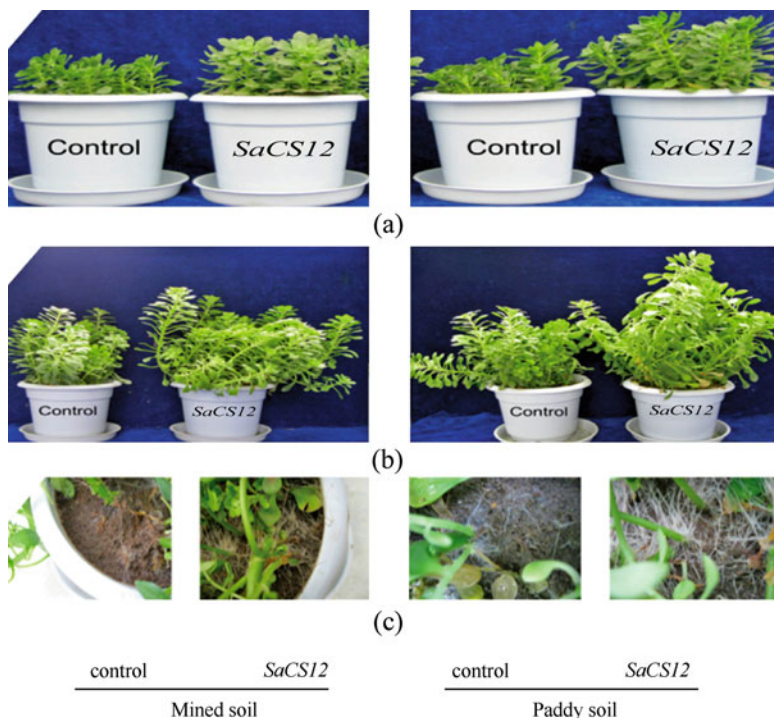 Control SaCS12 Control SaCS12
(a)
Control SaCS12 Control SaCS12
(b)
(c)
control SaCS12 control SaCS12
Mined soil Paddy soil